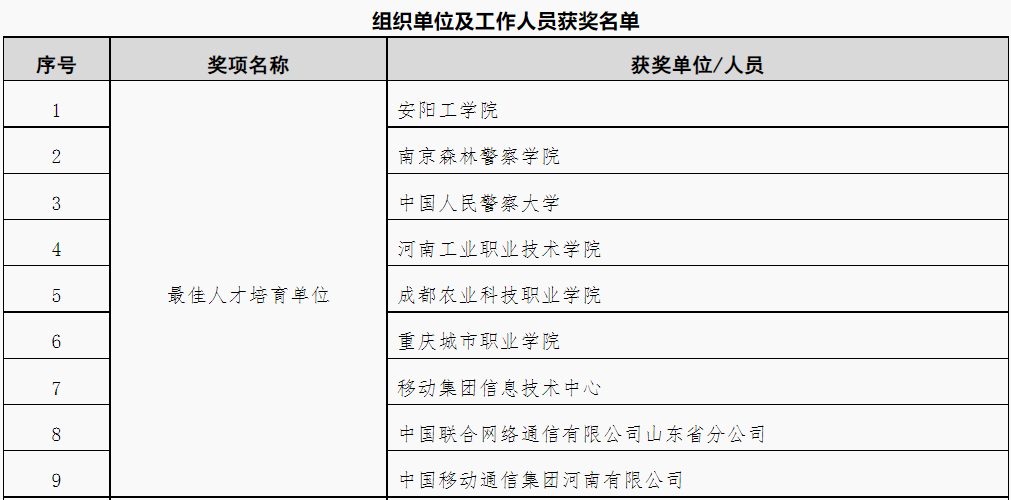 组织单位及工作人员获奖名单
序号 奖项名称 获奖单位/人员
1 安阳工学院
2 南京森林警察学院
3 中国人民警察大学
4 河南工业职业技术学院
5 最佳人才培育单位 成都农业科技职业学院
6 重庆城市职业学院
7 移动集团信息技术中心
8 中国联合网络通信有限公司山东省分公司
9 中国移动通信集团河南有限公司